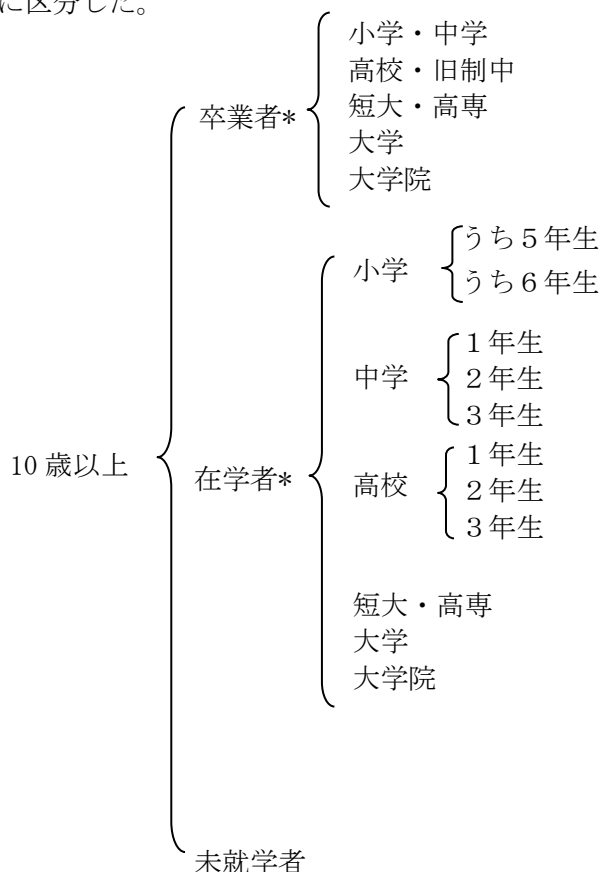 に区分した。
小学・中学
高校・旧制中
卒業者*
短大・高専
大学
大学院
うち５年生
小学
うち６年生
１年生
中学
２年生
３年生
１年生
10 歳以上
在学者*
高校
２年生
３年生
短大・高専
大学
大学院
未就学者